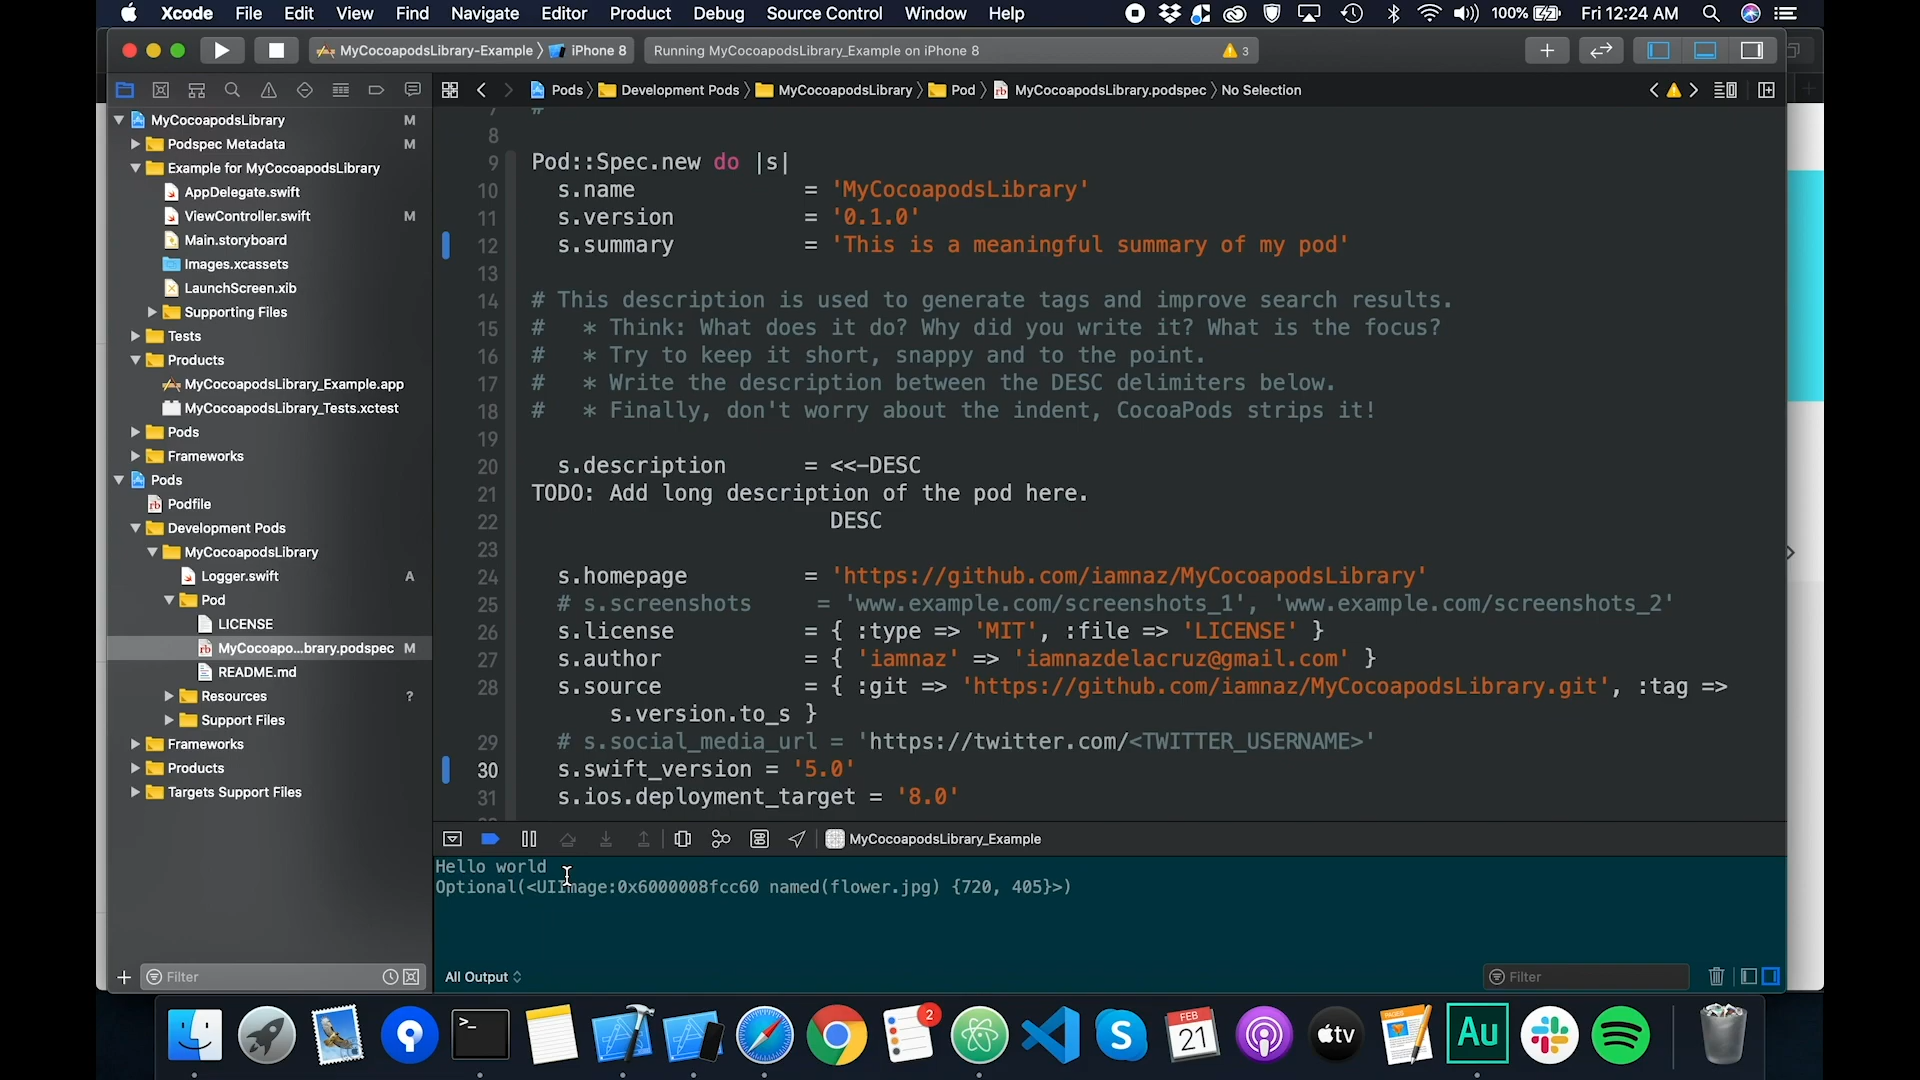 Xcode File Edit View Find Navigate Editor Product Debug Source Control Window Help 100% Fri 12:24 AM
MyCocoapodsLibrary-Example iPhone 8 Running MyCocoapodsLibrary_Example on iPhone 8 3
Pods Development Pods MyCocoapodsLibrary Pod MyCocoapodsLibrary.podspec No Selection
MyCocoapodsLibrary M
Podspec Metadata M
Example for MyCocoapodsLibrary
AppDelegate.swift
ViewController.swift M
Main.storyboard
Images.xcassets
LaunchScreen.xib
Supporting Files
Tests
Products
MyCocoapodsLibrary_Example.app
MyCocoapodsLibrary_Tests.xctest
Pods
Frameworks
Pods
Podfile
Development Pods
MyCocoapodsLibrary
Logger.swift A
Pod
LICENSE
MyCocoapo...brary.podspec M
README.md
Resources ?
Support Files
Frameworks
Products
Targets Support Files
Filter
7 #
8
9 Pod::Spec.new do |s|
10 s.name = 'MyCocoapodsLibrary'
11 s.version = '0.1.0'
12 s.summary = 'This is a meaningful summary of my pod'
13
14 # This description is used to generate tags and improve search results.
15 # * Think: What does it do? Why did you write it? What is the focus?
16 # * Try to keep it short, snappy and to the point.
17 # * Write the description between the DESC delimiters below.
18 # * Finally, don't worry about the indent, CocoaPods strips it!
19
20 s.description = <<-DESC
21 TODO: Add long description of the pod here.
22 DESC
23
24 s.homepage = 'https://github.com/iamnaz/MyCocoapodsLibrary'
25 # s.screenshots = 'www.example.com/screenshots_1', 'www.example.com/screenshots_2'
26 s.license = { :type => 'MIT', :file => 'LICENSE' }
27 s.author = { 'iamnaz' => 'iamnazdelacruz@gmail.com' }
28 s.source = { :git => 'https://github.com/iamnaz/MyCocoapodsLibrary.git', :tag =>
s.version.to_s }
29 # s.social_media_url = 'https://twitter.com/<TWITTER_USERNAME>'
30 s.swift_version = '5.0'
31 s.ios.deployment_target = '8.0'
MyCocoapodsLibrary_Example
Hello world
Optional(<UIImage:0x6000008fcc60 named(flower.jpg) {720, 405}>)
All Output Filter
>_ 2 FEB 21 tv PAGES Au